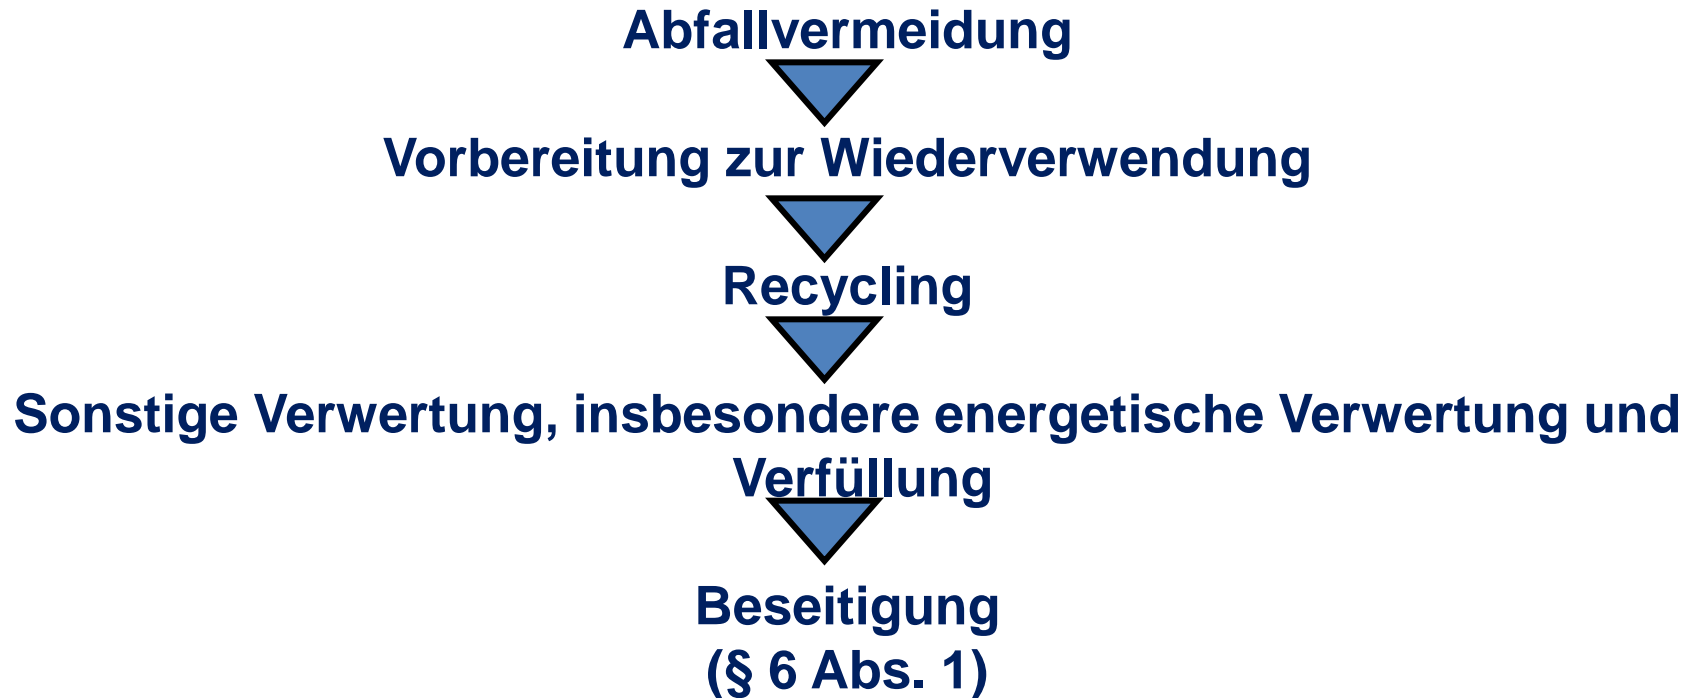 Abfallvermeidung
Vorbereitung zur Wiederverwendung
Recycling
Sonstige Verwertung, insbesondere energetische Verwertung und
Verfüllung
Beseitigung
(§ 6 Abs. 1)